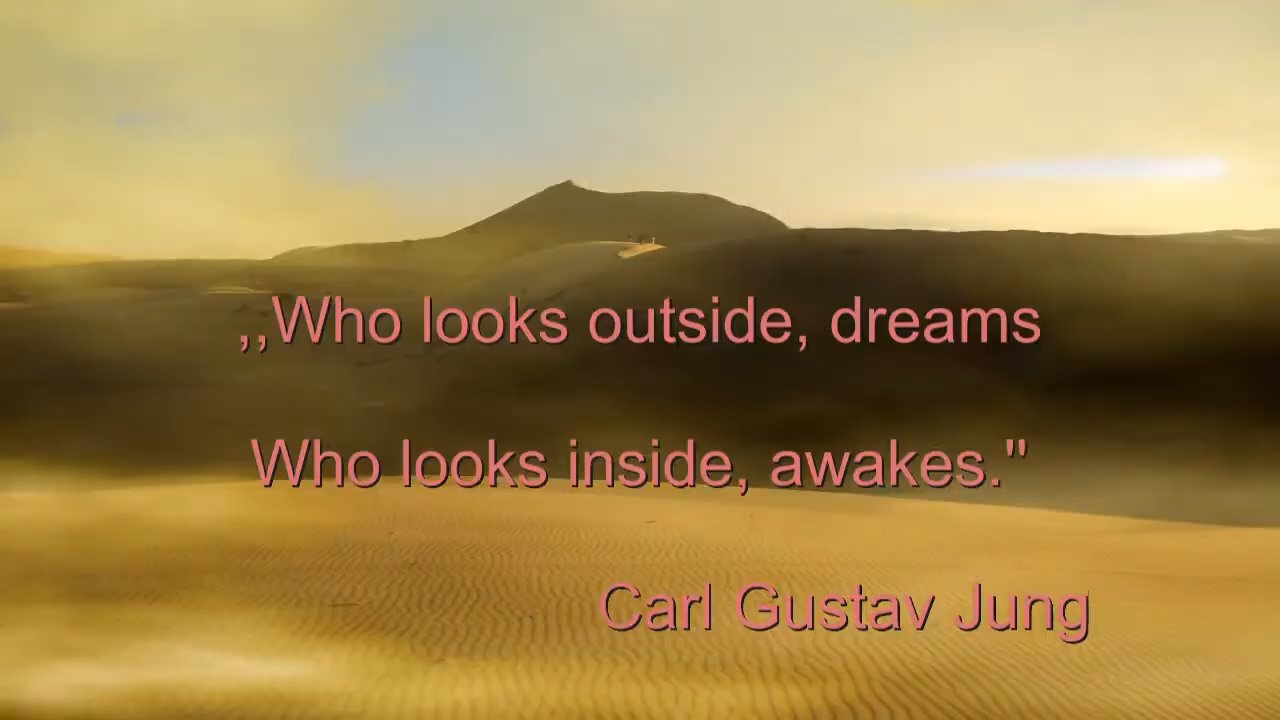 ,,Who looks outside, dreams
Who looks inside, awakes."
Carl Gustav Jung